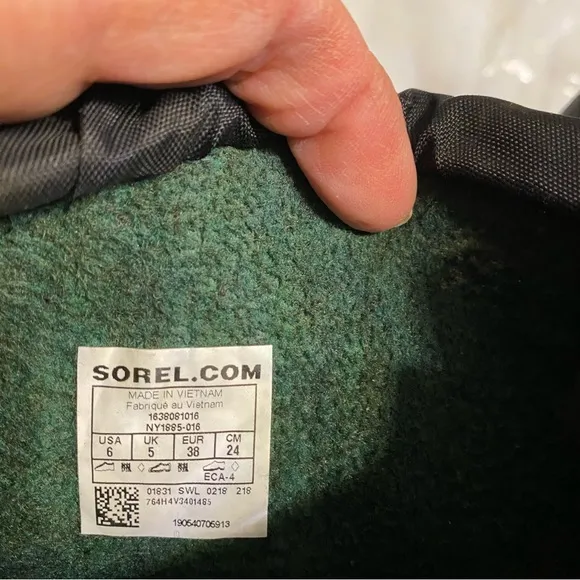 SOREL.COM
MADE IN VIETNAM
Fabriqué au Vietnam
1638081016
NY1885-016
USA UK EUR CM
6 5 38 24
ECA-4
01831 SWL 0218 218
764H4V3401485
190540706913